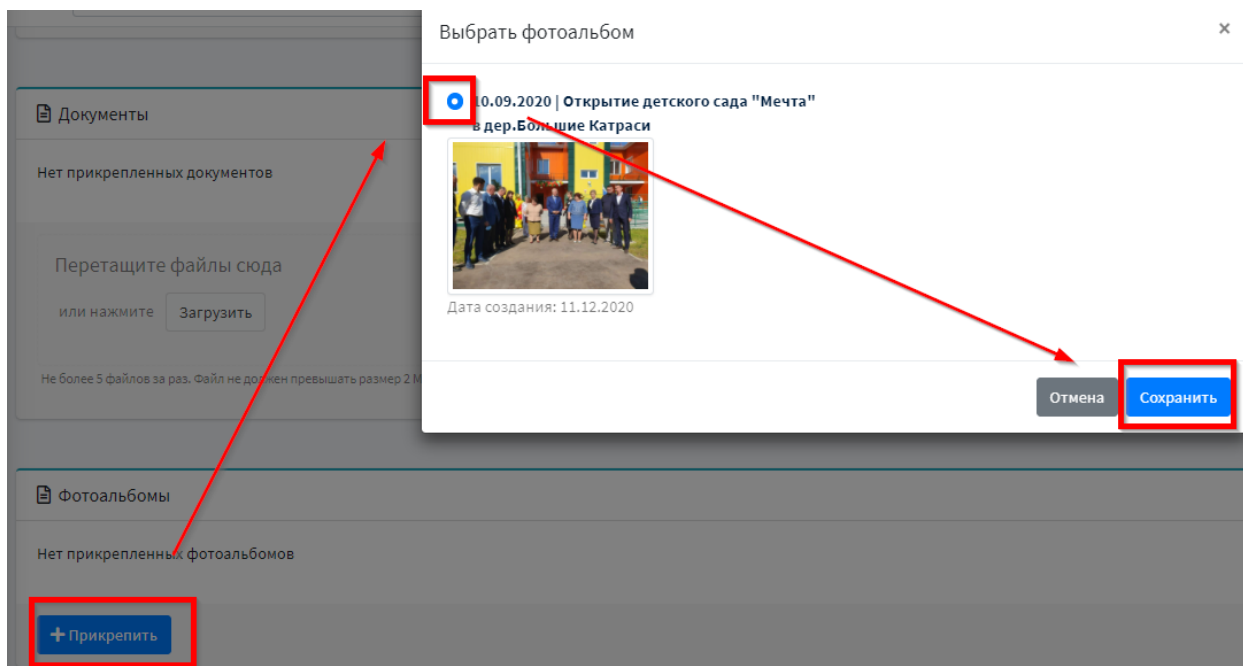 Выбрать фотоальбом
×
10.09.2020 | Открытие детского сада "Мечта"
в дер.Большие Катраси
Дата создания: 11.12.2020
Отмена
Сохранить
Документы
Нет прикрепленных документов
Перетащите файлы сюда
или нажмите Загрузить
Не более 5 файлов за раз. Файл не должен превышать размер 2 М
Фотоальбомы
Нет прикрепленных фотоальбомов
+ Прикрепить